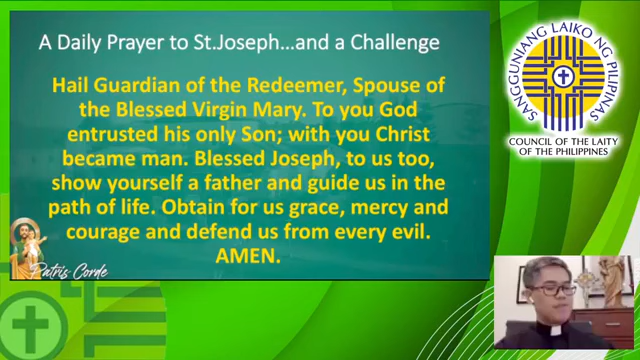 A Daily Prayer to St.Joseph...and a Challenge
Hail Guardian of the Redeemer, Spouse of
the Blessed Virgin Mary. To you God
entrusted his only Son; with you Christ
became man. Blessed Joseph, to us too,
show yourself a father and guide us in the
path of life. Obtain for us grace, mercy and
courage and defend us from every evil.
AMEN.
Patris Corde
SANGGUNIANG LAIKO NG PILIPINAS
COUNCIL OF THE LAITY
OF THE PHILIPPINES